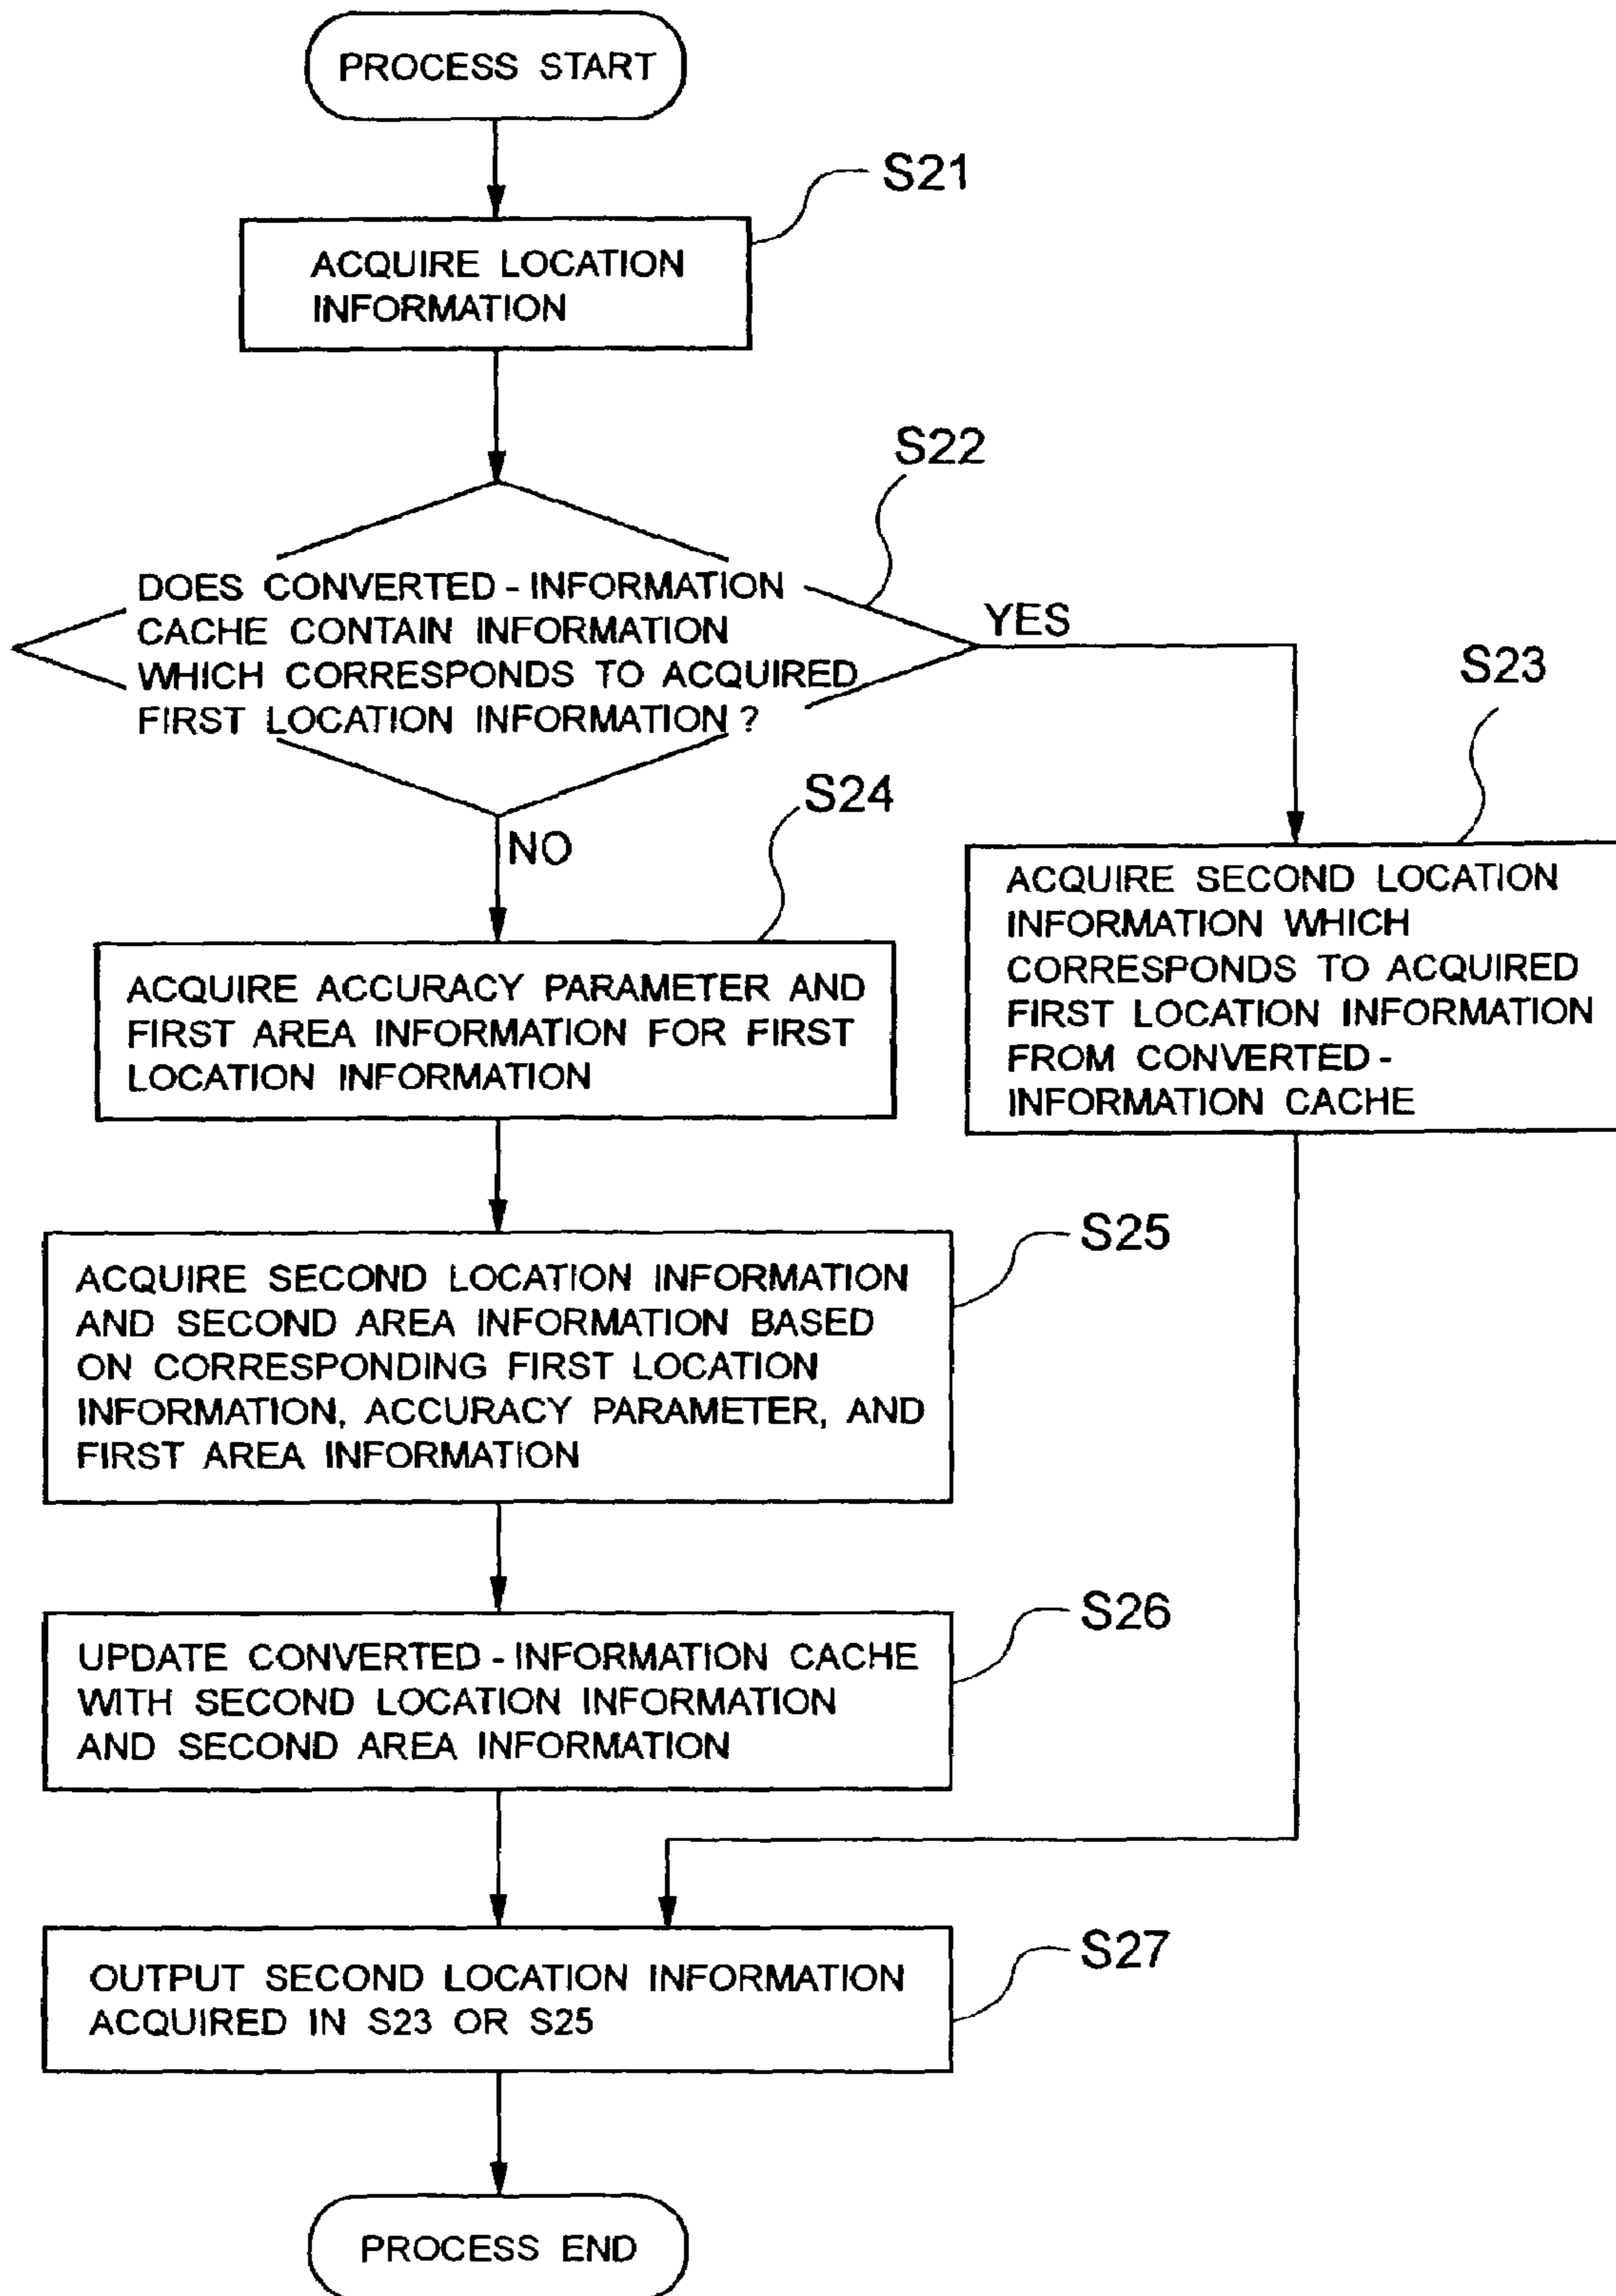 PROCESS START
S21
ACQUIRE LOCATION
INFORMATION
S22
DOES CONVERTED - INFORMATION
CACHE CONTAIN INFORMATION
WHICH CORRESPONDS TO ACQUIRED
FIRST LOCATION INFORMATION ?
YES
NO
S23
ACQUIRE SECOND LOCATION
INFORMATION WHICH
CORRESPONDS TO ACQUIRED
FIRST LOCATION INFORMATION
FROM CONVERTED -
INFORMATION CACHE
S24
ACQUIRE ACCURACY PARAMETER AND
FIRST AREA INFORMATION FOR FIRST
LOCATION INFORMATION
S25
ACQUIRE SECOND LOCATION INFORMATION
AND SECOND AREA INFORMATION BASED
ON CORRESPONDING FIRST LOCATION
INFORMATION, ACCURACY PARAMETER, AND
FIRST AREA INFORMATION
S26
UPDATE CONVERTED - INFORMATION CACHE
WITH SECOND LOCATION INFORMATION
AND SECOND AREA INFORMATION
S27
OUTPUT SECOND LOCATION INFORMATION
ACQUIRED IN S23 OR S25
PROCESS END